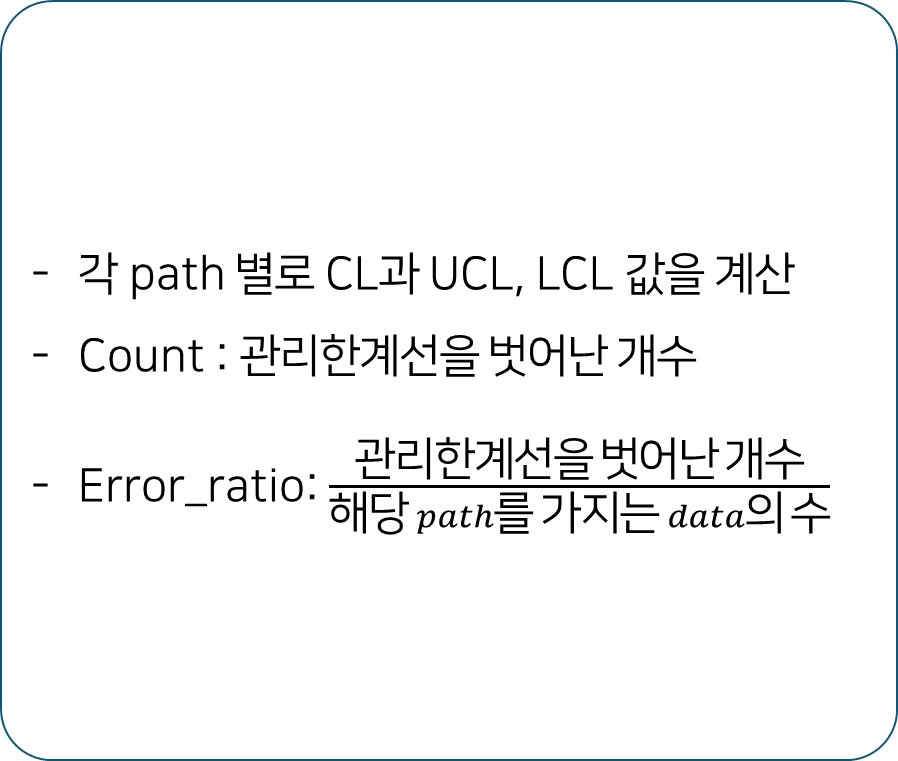 - 각 path 별로 CL과 UCL, LCL 값을 계산
- Count : 관리한계선을 벗어난 개수
- Error_ratio: 관리한계선을 벗어난 개수
해당 path를 가지는 data의 수